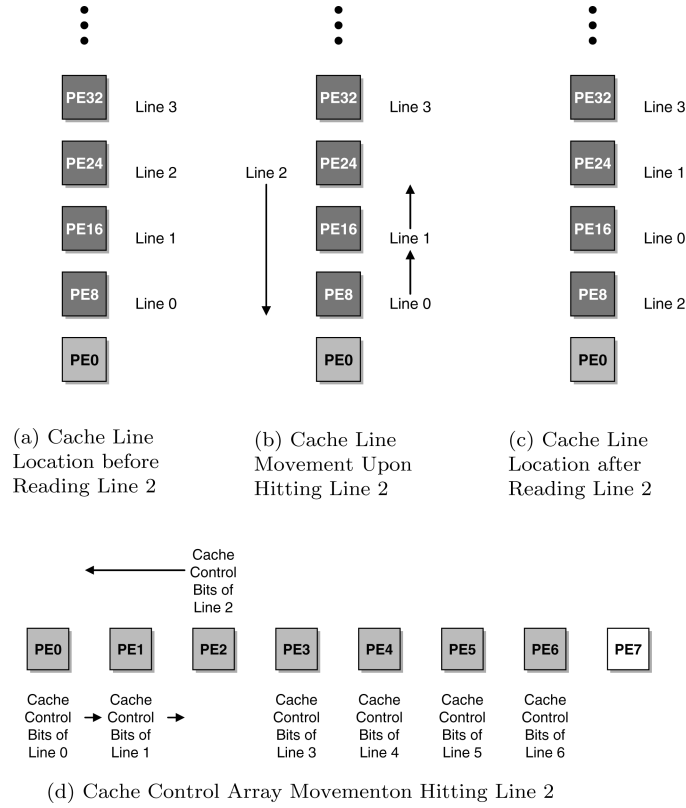 PE32
Line 3
PE24
Line 2
PE16
Line 1
PE8
Line 0
PE0
(a) Cache Line
Location before
Reading Line 2
PE32
Line 3
Line 2
PE24
PE16
Line 1
PE8
Line 0
PE0
(b) Cache Line
Movement Upon
Hitting Line 2
PE32
Line 3
PE24
Line 1
PE16
Line 0
PE8
Line 2
PE0
(c) Cache Line
Location after
Reading Line 2
Cache
Control
Bits of
Line 2
PE0
PE1
PE2
PE3
PE4
PE5
PE6
PE7
Cache
Control
Bits of
Line 0
Cache
Control
Bits of
Line 1
Cache
Control
Bits of
Line 3
Cache
Control
Bits of
Line 4
Cache
Control
Bits of
Line 5
Cache
Control
Bits of
Line 6
(d) Cache Control Array Movementon Hitting Line 2